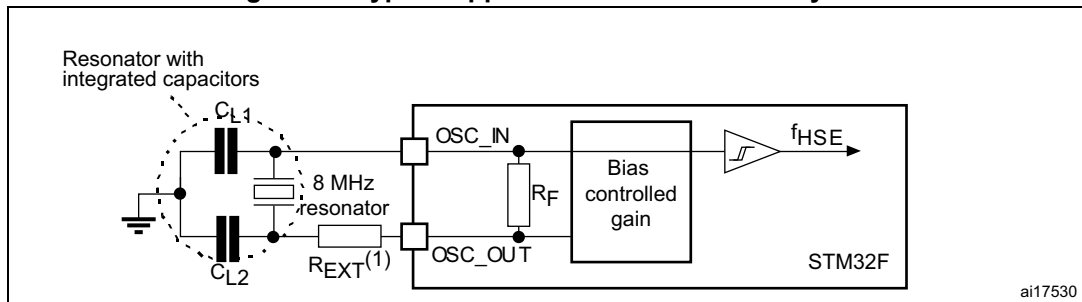 Resonator with
integrated capacitors
CL1
OSC_IN
fHSE
8 MHz
resonator
RF
Bias
controlled
gain
REXT(1)
OSC_OUT
CL2
STM32F
ai17530